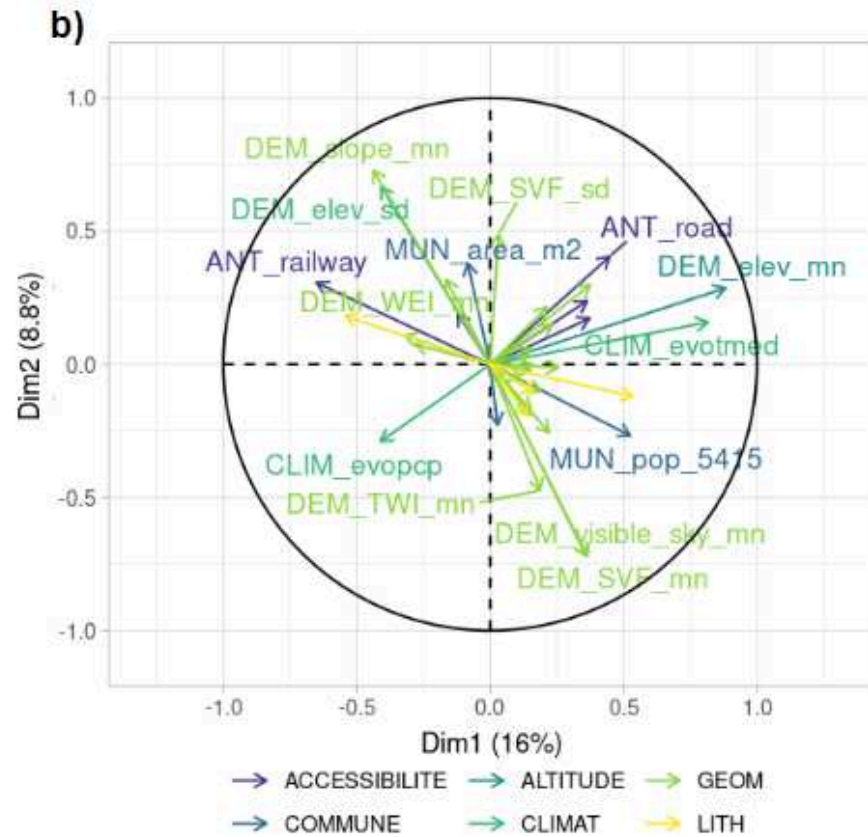 b)
1.0
DEM_slope_mn
DEM_SVF_sd
DEM_elev_sd
0.5
ANT_road
MUN_area_m2
ANT_railway
DEM_elev_mn
DEM_WEI_mn
CLIM_evotmed
0.0
Dim2 (8.8%)
CLIM_evopcp
MUN_pop_5415
-0.5
DEM_TWI_mn
DEM_visible_sky_mn
DEM_SVF_mn
-1.0
-1.0 -0.5 0.0 0.5 1.0
Dim1 (16%)
ACCESSIBILITE ALTITUDE GEOM
COMMUNE CLIMAT LITH